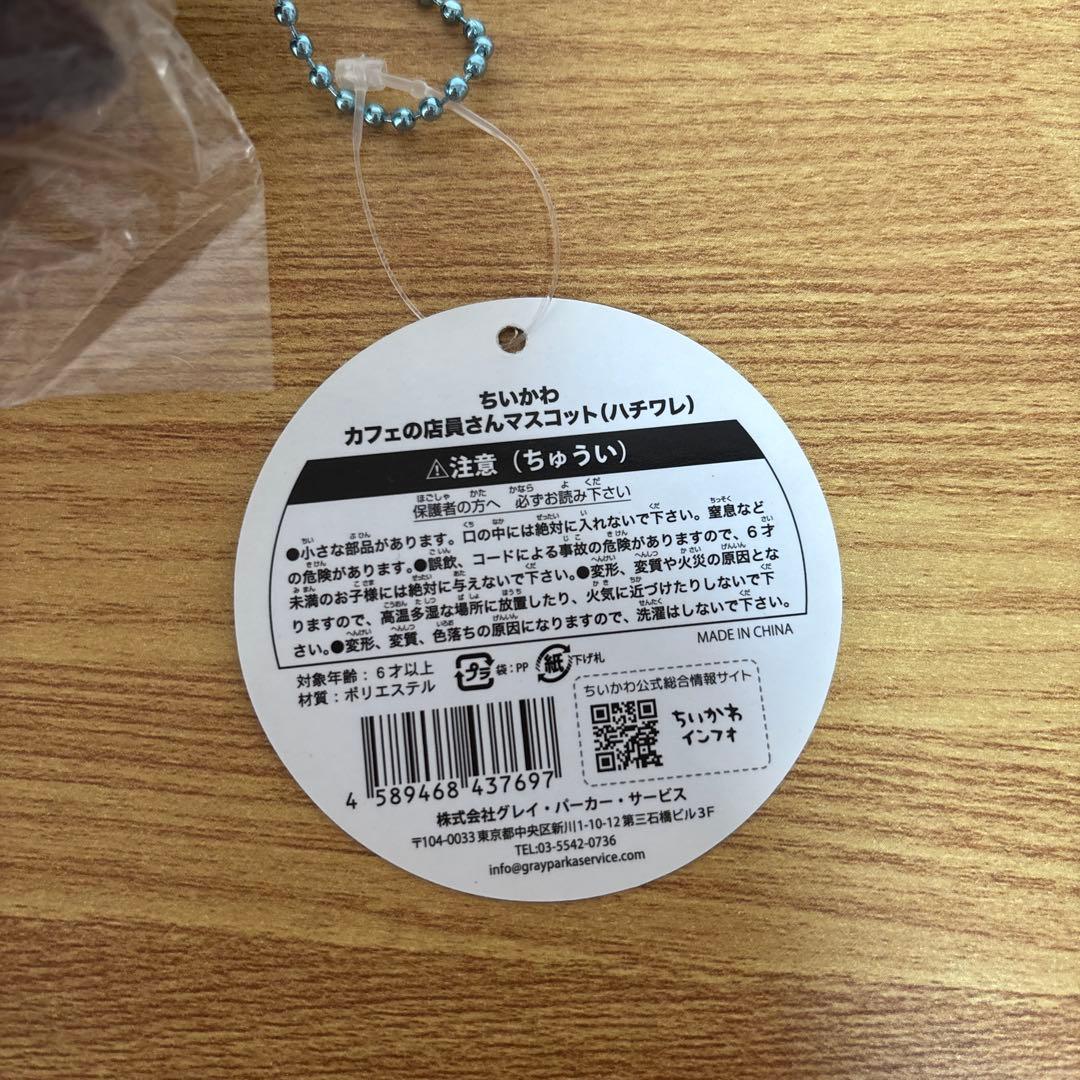 ちいかわ
カフェの店員さんマスコット(ハチワレ)
⚠注意（ちゅうい）
保護者の方へ 必ずお読み下さい
●小さな部品があります。口の中には絶対に入れないで下さい。窒息など
の危険があります。●誤飲、コードによる事故の危険がありますので、6才
未満のお子様には絶対に与えないで下さい。●変形、変質や火災の原因とな
りますので、高温多湿な場所に放置したり、火気に近づけたりしないで下
さい。●変形、変質、色落ちの原因になりますので、洗濯はしないで下さい。
MADE IN CHINA
対象年齢：6才以上
材質：ポリエステル
プラ 袋：PP 紙 下げ札
ちいかわ公式総合情報サイト
ちいかわ
インフォ
4 589468 437697
株式会社グレイ・パーカー・サービス
〒104-0033 東京都中央区新川1-10-12 第三石橋ビル3F
TEL:03-5542-0736
info@grayparkaservice.com